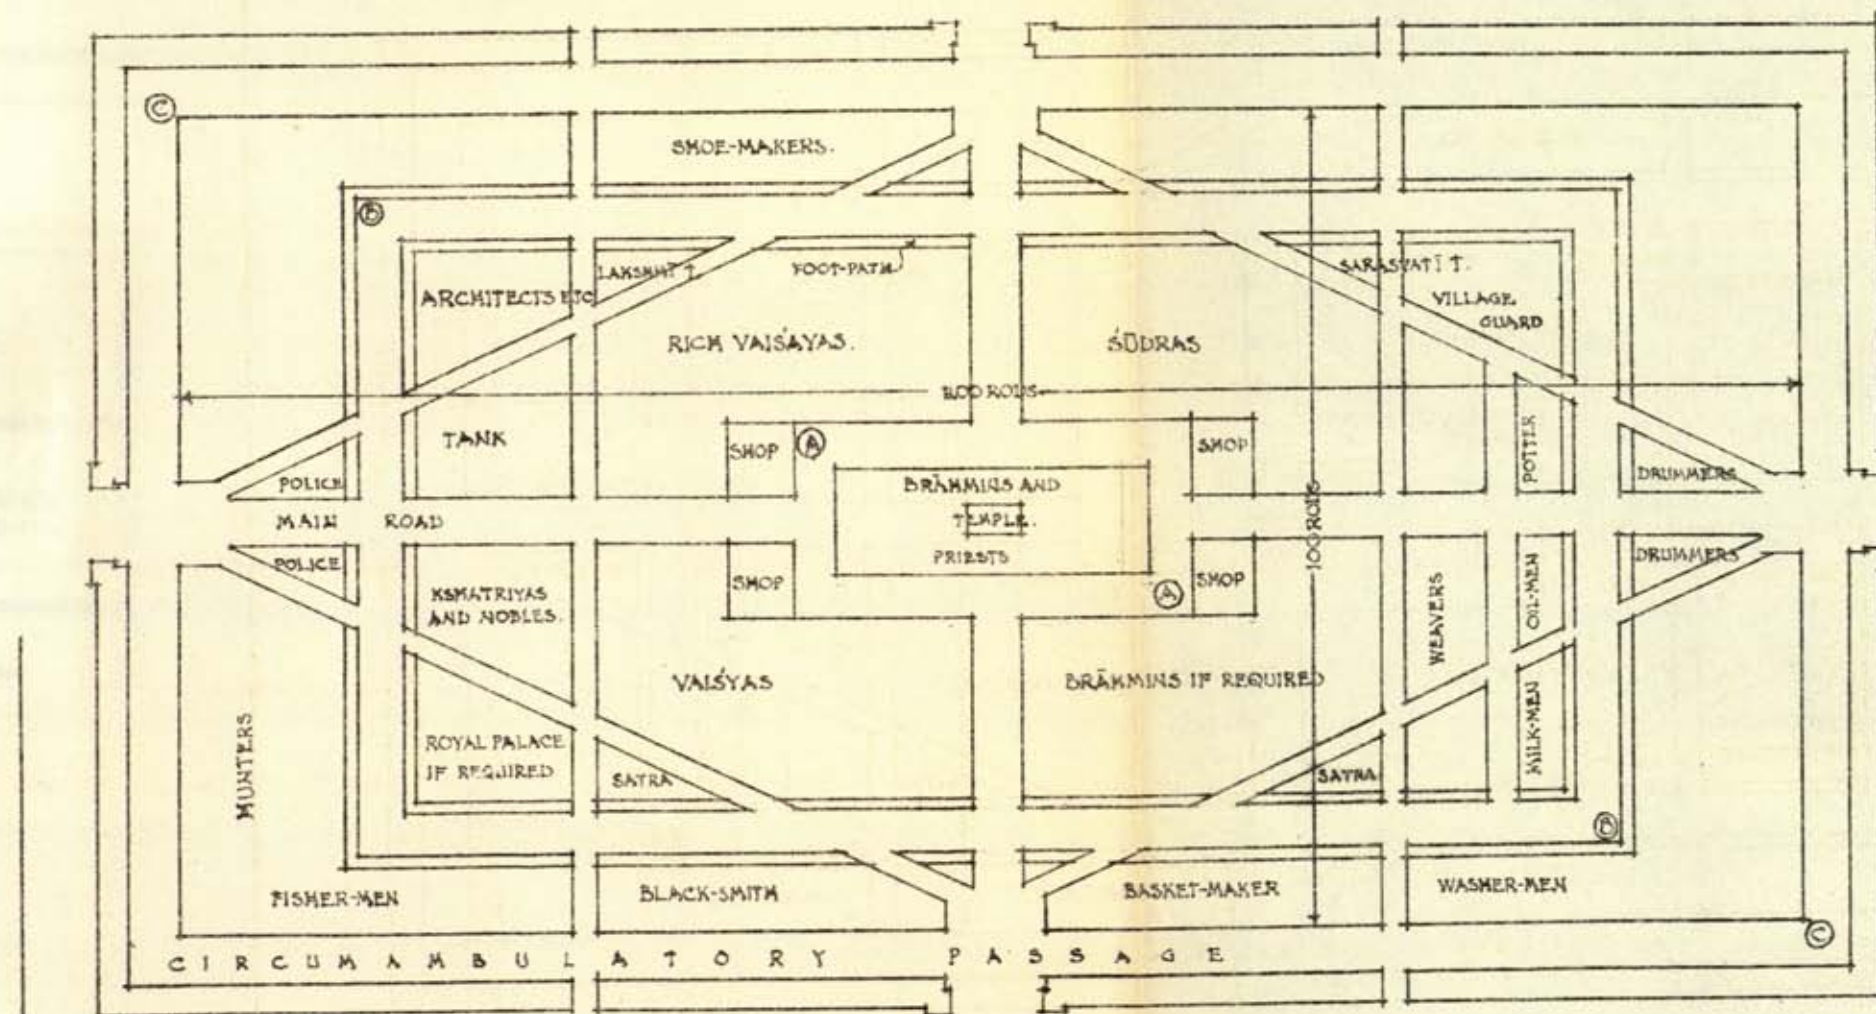 C
SHOE-MAKERS.
B
LAKSHMI T.
FOOT-PATH
SARASVATI T.
ARCHITECTS ETC
VILLAGE
GUARD
RICH VAIŚAYAS.
ŚŪDRAS
TANK
SHOP
A
SHOP
POTTER
POLICE
BRĀHMINS AND
DRUMMERS
MAIN ROAD
TEMPLE.
100 RODS
POLICE
PRIESTS
DRUMMERS
KSHATRIYAS
AND NOBLES.
SHOP
A
SHOP
WEAVERS
OIL-MEN
VAIŚYAS
BRĀHMINS IF REQUIRED
HUNTERS
ROYAL PALACE
IF REQUIRED
SATRA
SATRA
MILK-MEN
B
FISHER-MEN
BLACK-SMITH
BASKET-MAKER
WASHER-MEN
C
CIRCUMAMBULATORY PASSAGE